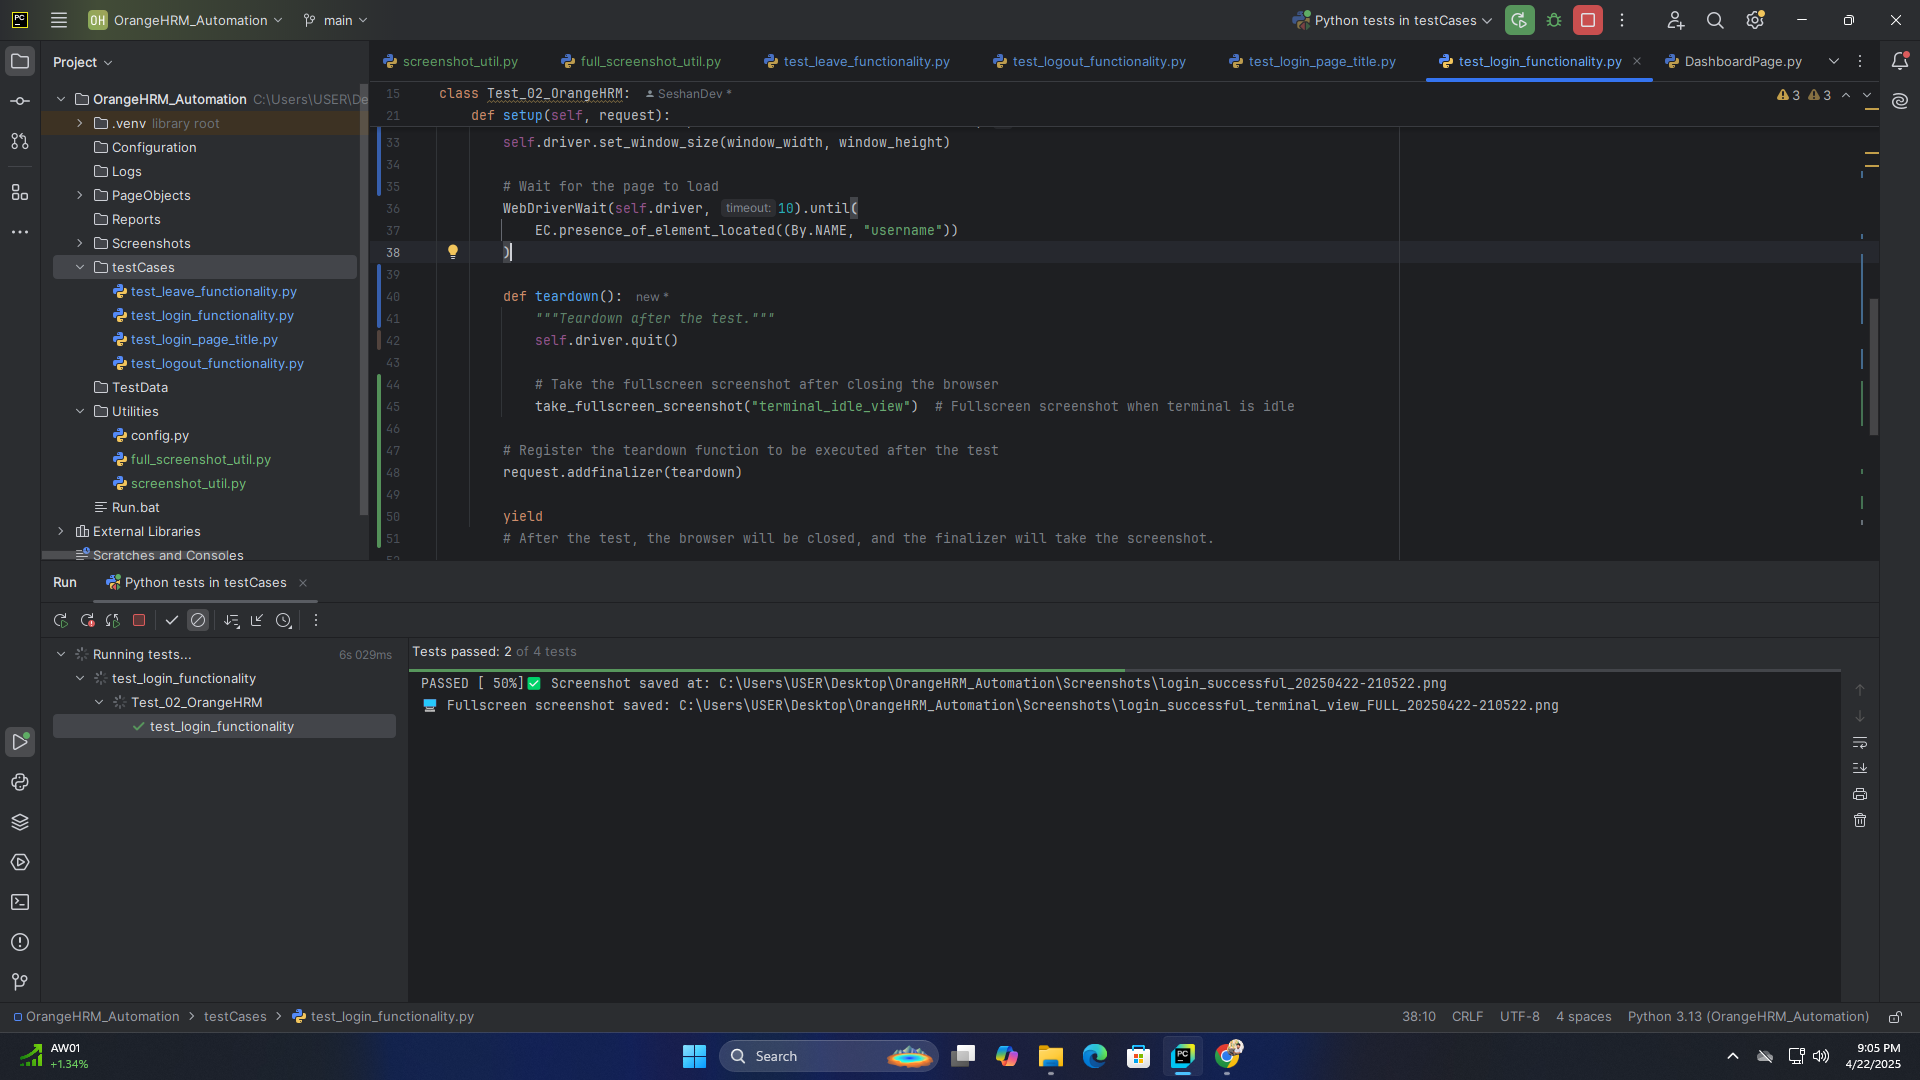 PC
OH OrangeHRM_Automation
main
Python tests in testCases
Project
screenshot_util.py
full_screenshot_util.py
test_leave_functionality.py
test_logout_functionality.py
test_login_page_title.py
test_login_functionality.py
DashboardPage.py
OrangeHRM_Automation C:\Users\USER\De
.venv library root
Configuration
Logs
PageObjects
Reports
Screenshots
testCases
test_leave_functionality.py
test_login_functionality.py
test_login_page_title.py
test_logout_functionality.py
TestData
Utilities
config.py
full_screenshot_util.py
screenshot_util.py
Run.bat
External Libraries
Scratches and Consoles
15 class Test_02_OrangeHRM: SeshanDev *
3 3
21 def setup(self, request):
33 self.driver.set_window_size(window_width, window_height)
34
35 # Wait for the page to load
36 WebDriverWait(self.driver, timeout: 10).until(
37 EC.presence_of_element_located((By.NAME, "username"))
38 )
39
40 def teardown(): new *
41 """Teardown after the test."""
42 self.driver.quit()
43
44 # Take the fullscreen screenshot after closing the browser
45 take_fullscreen_screenshot("terminal_idle_view") # Fullscreen screenshot when terminal is idle
46
47 # Register the teardown function to be executed after the test
48 request.addfinalizer(teardown)
49
50 yield
51 # After the test, the browser will be closed, and the finalizer will take the screenshot.
Run
Python tests in testCases
Running tests... 6s 029ms
test_login_functionality
Test_02_OrangeHRM
test_login_functionality
Tests passed: 2 of 4 tests
PASSED [ 50%]✅ Screenshot saved at: C:\Users\USER\Desktop\OrangeHRM_Automation\Screenshots\login_successful_20250422-210522.png
Fullscreen screenshot saved: C:\Users\USER\Desktop\OrangeHRM_Automation\Screenshots\login_successful_terminal_view_FULL_20250422-210522.png
OrangeHRM_Automation > testCases > test_login_functionality.py
38:10 CRLF UTF-8 4 spaces Python 3.13 (OrangeHRM_Automation)
AW01
+1.34%
Search
PC
9:05 PM
4/22/2025